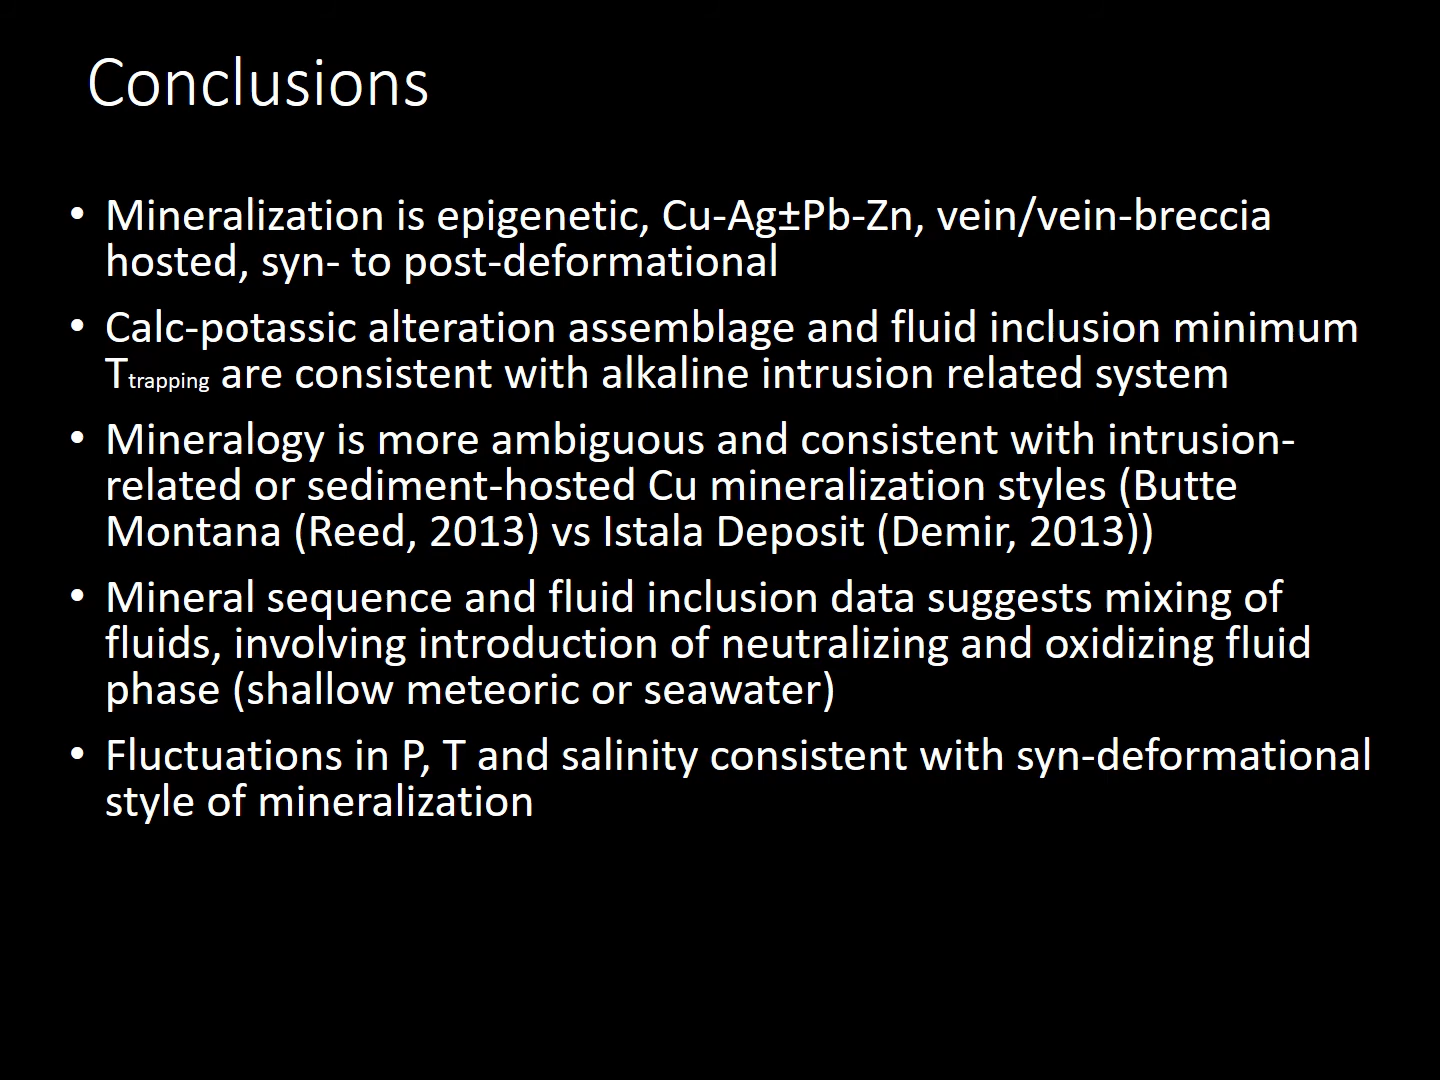 Conclusions
• Mineralization is epigenetic, Cu-Ag±Pb-Zn, vein/vein-breccia
hosted, syn- to post-deformational
• Calc-potassic alteration assemblage and fluid inclusion minimum
Ttrapping are consistent with alkaline intrusion related system
• Mineralogy is more ambiguous and consistent with intrusion-
related or sediment-hosted Cu mineralization styles (Butte
Montana (Reed, 2013) vs Istala Deposit (Demir, 2013))
• Mineral sequence and fluid inclusion data suggests mixing of
fluids, involving introduction of neutralizing and oxidizing fluid
phase (shallow meteoric or seawater)
• Fluctuations in P, T and salinity consistent with syn-deformational
style of mineralization